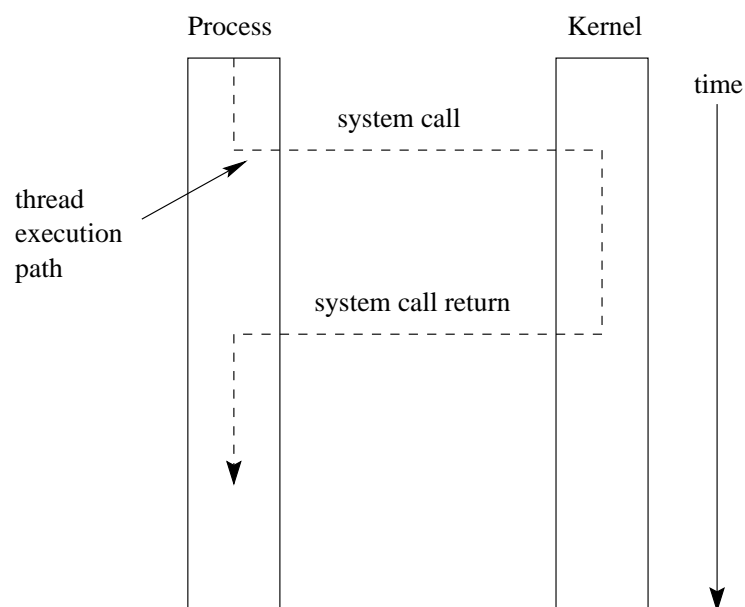 Process
Kernel
time
system call
thread
execution
path
system call return